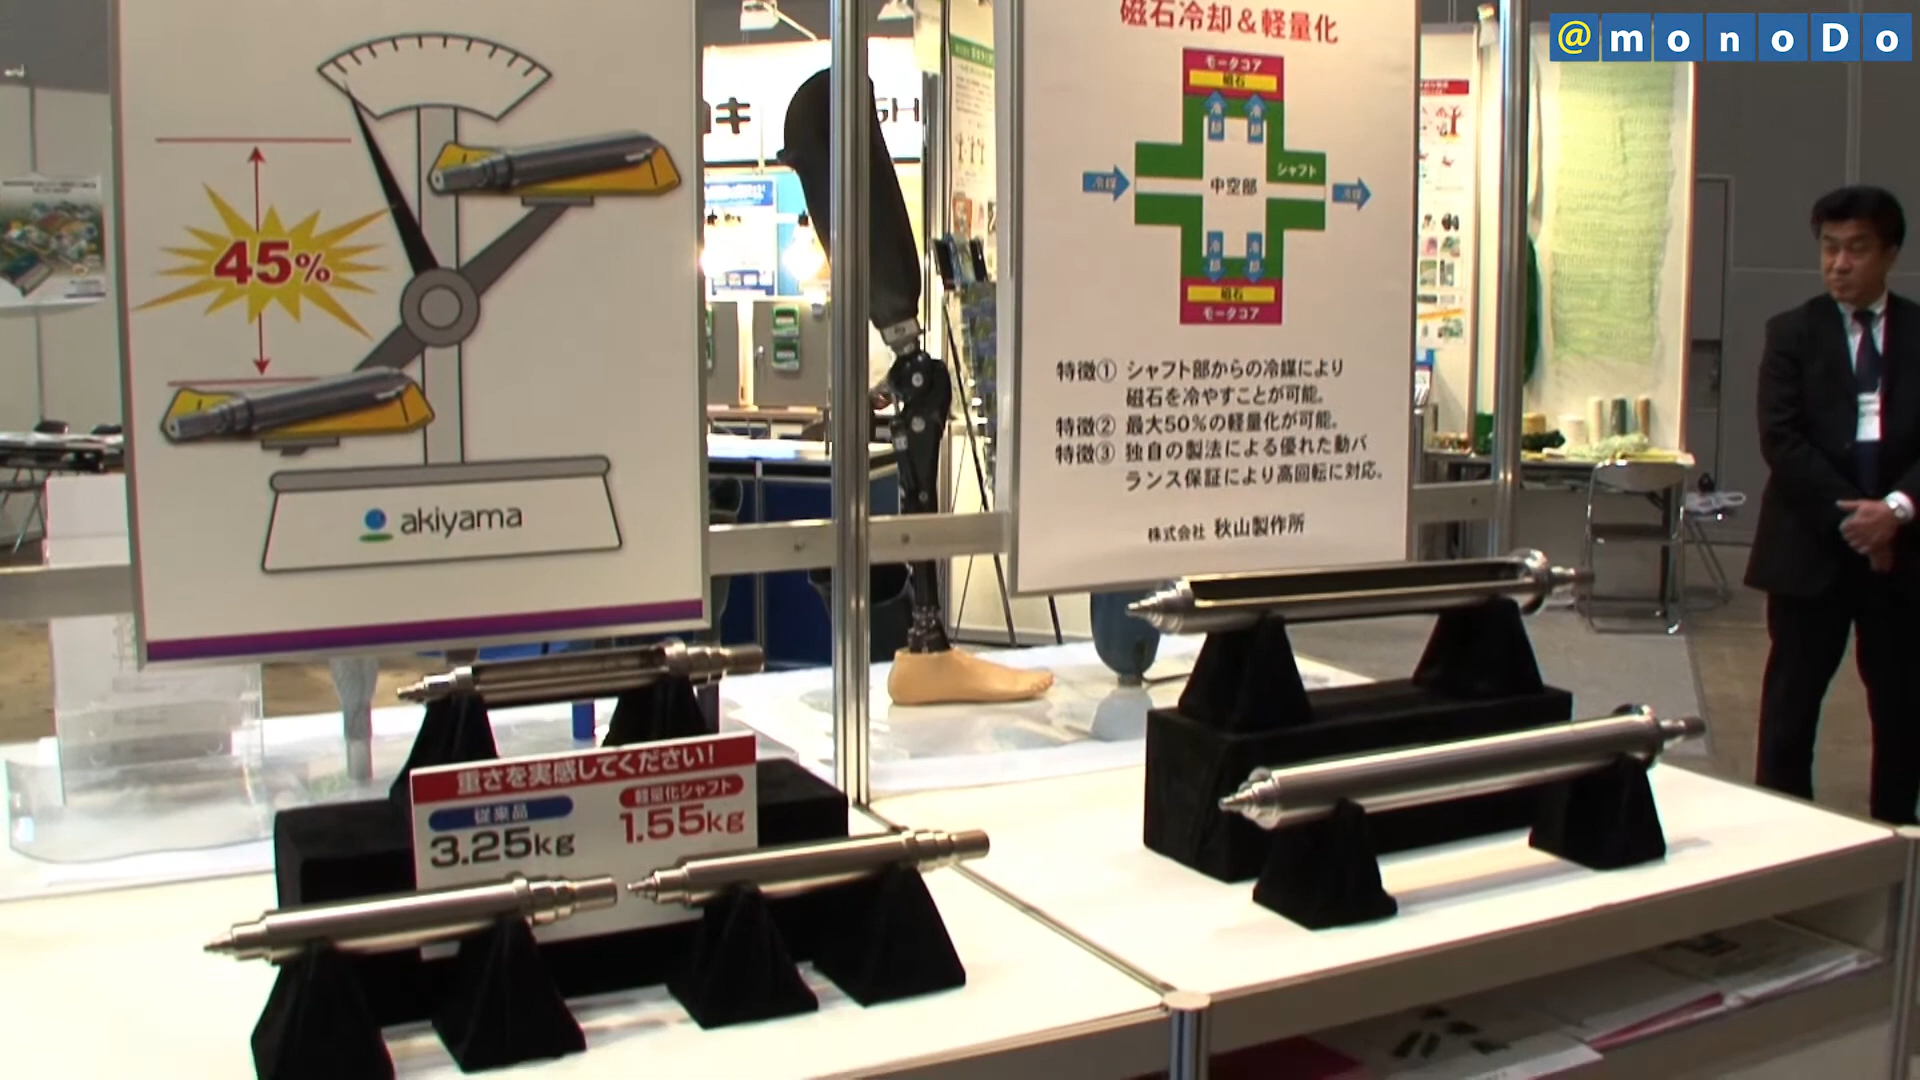 @monoDo
45%
akiyama
磁石冷却&軽量化
モータコア
磁石
冷却 冷却
シャフト
冷媒
中空部
冷媒
冷却 冷却
磁石
モータコア
特徴① シャフト部からの冷媒により
磁石を冷やすことが可能。
特徴② 最大50%の軽量化が可能。
特徴③ 独自の製法による優れた動バ
ランス保証により高回転に対応。
株式会社 秋山製作所
重さを実感してください!
従来品
3.25kg
軽量化シャフト
1.55kg